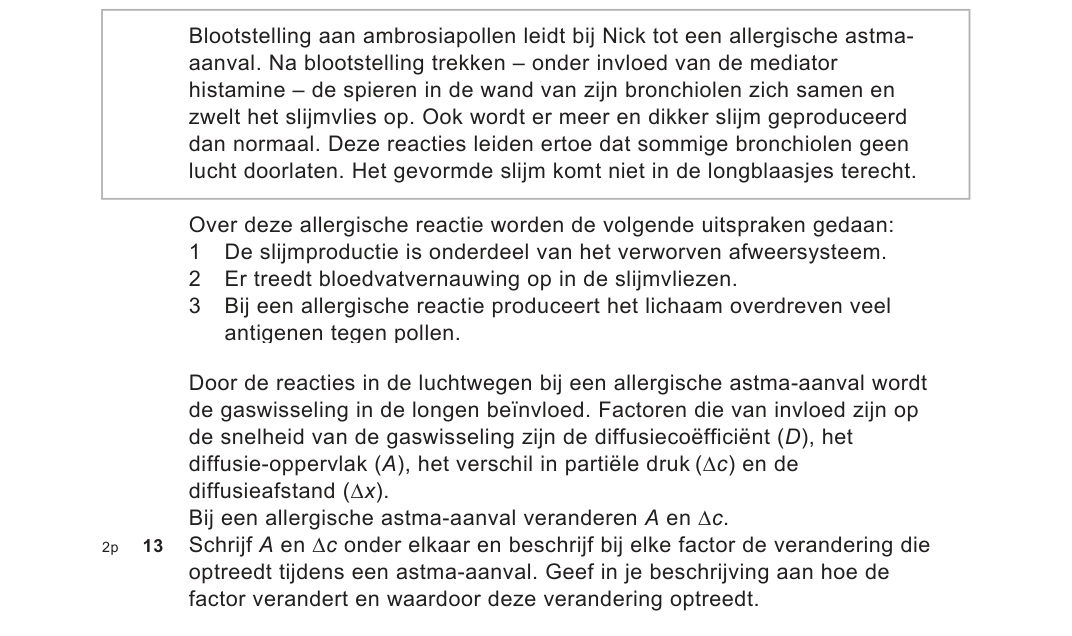 Blootstelling aan ambrosiapollen leidt bij Nick tot een allergische astma-
aanval. Na blootstelling trekken – onder invloed van de mediator
histamine – de spieren in de wand van zijn bronchiolen zich samen en
zwelt het slijmvlies op. Ook wordt er meer en dikker slijm geproduceerd
dan normaal. Deze reacties leiden ertoe dat sommige bronchiolen geen
lucht doorlaten. Het gevormde slijm komt niet in de longblaasjes terecht.
Over deze allergische reactie worden de volgende uitspraken gedaan:
1 De slijmproductie is onderdeel van het verworven afweersysteem.
2 Er treedt bloedvatvernauwing op in de slijmvliezen.
3 Bij een allergische reactie produceert het lichaam overdreven veel
antigenen tegen pollen.
Door de reacties in de luchtwegen bij een allergische astma-aanval wordt
de gaswisseling in de longen beïnvloed. Factoren die van invloed zijn op
de snelheid van de gaswisseling zijn de diffusiecoëfficiënt (D), het
diffusie-oppervlak (A), het verschil in partiële druk (Δc) en de
diffusieafstand (Δx).
Bij een allergische astma-aanval veranderen A en Δc.
2p 13 Schrijf A en Δc onder elkaar en beschrijf bij elke factor de verandering die
optreedt tijdens een astma-aanval. Geef in je beschrijving aan hoe de
factor verandert en waardoor deze verandering optreedt.